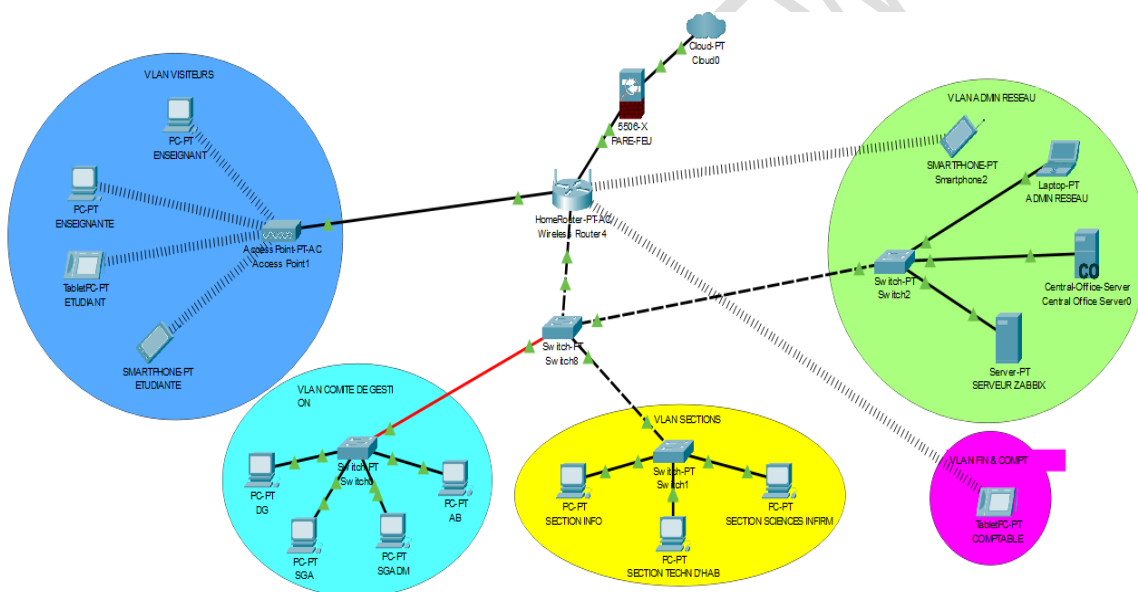 Cloud-PT
Cloud0
5506-X
PARE-FEU
VLAN VISITEURS
PC-PT
ENSEIGNANT
PC-PT
ENSEIGNANTE
TabletPC-PT
ETUDIANT
SMARTPHONE-PT
ETUDIANTE
Access Point-PT-AC
Access Point1
HomeRouter-PT-AC
Wireless Router4
VLAN ADMIN RESEAU
SMARTPHONE-PT
Smartphone2
Laptop-PT
ADMIN RESEAU
Switch-PT
Switch2
CO
Central-Office-Server
Central Office Server0
Server-PT
SERVEUR ZABBIX
Switch-PT
Switch8
VLAN COMITE DE GESTI
ON
Switch-PT
PC-PT
DG
PC-PT
SGA
PC-PT
SGADM
PC-PT
AB
VLAN SECTIONS
Switch-PT
Switch1
PC-PT
SECTION INFO
PC-PT
SECTION TECHN D'HAB
PC-PT
SECTION SCIENCES INFIRM
VLAN FIN & COMPT
TabletPC-PT
COMPTABLE